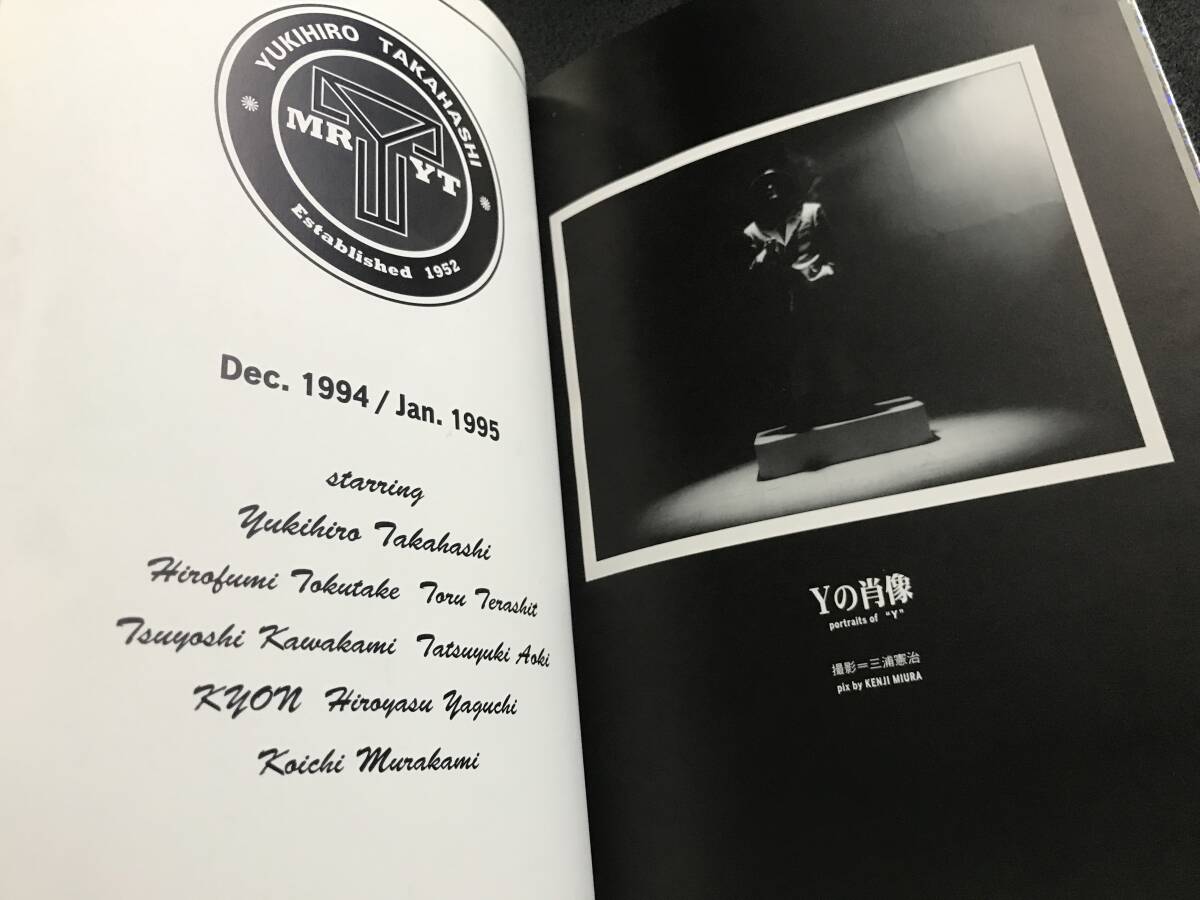 YUKIHIRO TAKAHASHI
MR YT
Established 1952
Dec. 1994 / Jan. 1995
starring
Yukihiro Takahashi
Hirofumi Tokutake Toru Terashit
Tsuyoshi Kawakami Tatsuyuki Aoki
KYON Hiroyasu Yaguchi
Koichi Murakami
Yの肖像
portraits of "Y"
撮影=三浦憲治
pix by KENJI MIURA